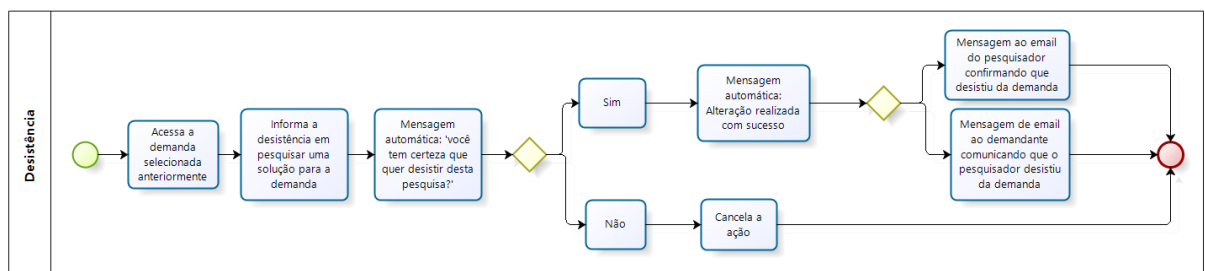 Desistência
Acessa a
demanda
selecionada
anteriormente
Informa a
desistência em
pesquisar uma
solução para a
demanda
Mensagem
automática: 'você
tem certeza que
quer desistir desta
pesquisa?'
Sim
Mensagem
automática:
Alteração realizada
com sucesso
Mensagem ao email
do pesquisador
confirmando que
desistiu da demanda
Mensagem de email
ao demandante
comunicando que o
pesquisador desistiu
da demanda
Não
Cancela a
ação